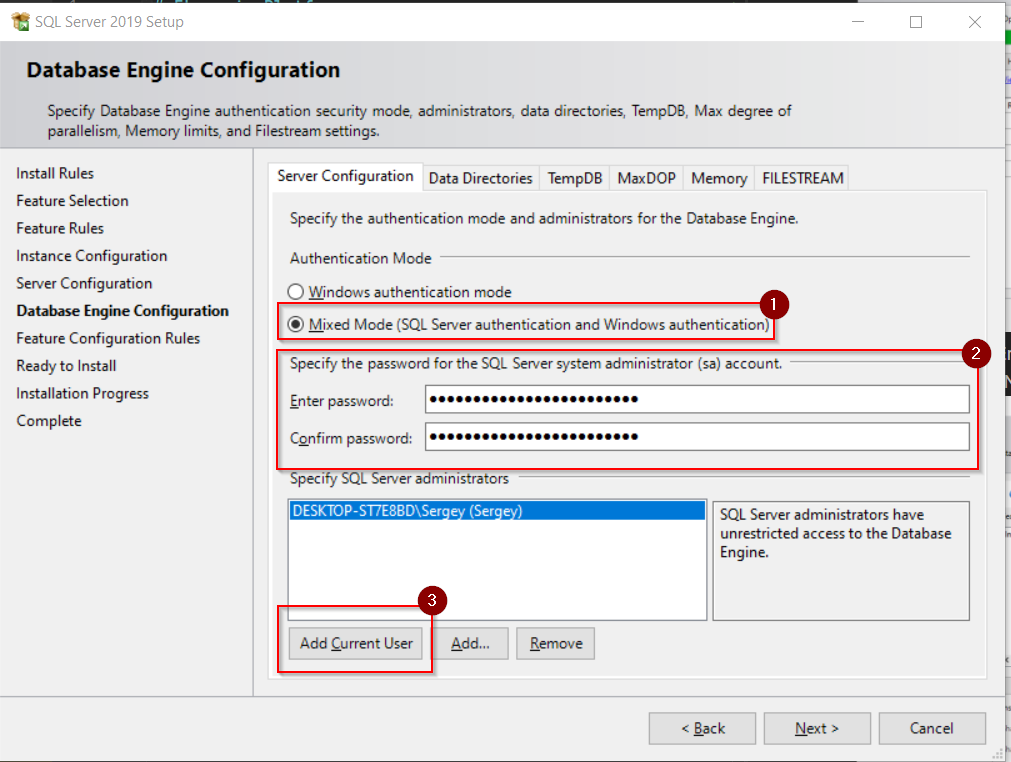 SQL Server 2019 Setup
Database Engine Configuration
Specify Database Engine authentication security mode, administrators, data directories, TempDB, Max degree of
parallelism, Memory limits, and Filestream settings.
Install Rules
Feature Selection
Feature Rules
Instance Configuration
Server Configuration
Database Engine Configuration
Feature Configuration Rules
Ready to Install
Installation Progress
Complete
Server Configuration Data Directories TempDB MaxDOP Memory FILESTREAM
Specify the authentication mode and administrators for the Database Engine.
Authentication Mode
Windows authentication mode
1
Mixed Mode (SQL Server authentication and Windows authentication)
2
Specify the password for the SQL Server system administrator (sa) account.
Enter password: ●●●●●●●●●●●●●●●●●●●●●●●●
Confirm password: ●●●●●●●●●●●●●●●●●●●●●●●●
Specify SQL Server administrators
DESKTOP-ST7E8BD\Sergey (Sergey)
SQL Server administrators have
unrestricted access to the Database
Engine.
3
Add Current User Add... Remove
< Back Next > Cancel